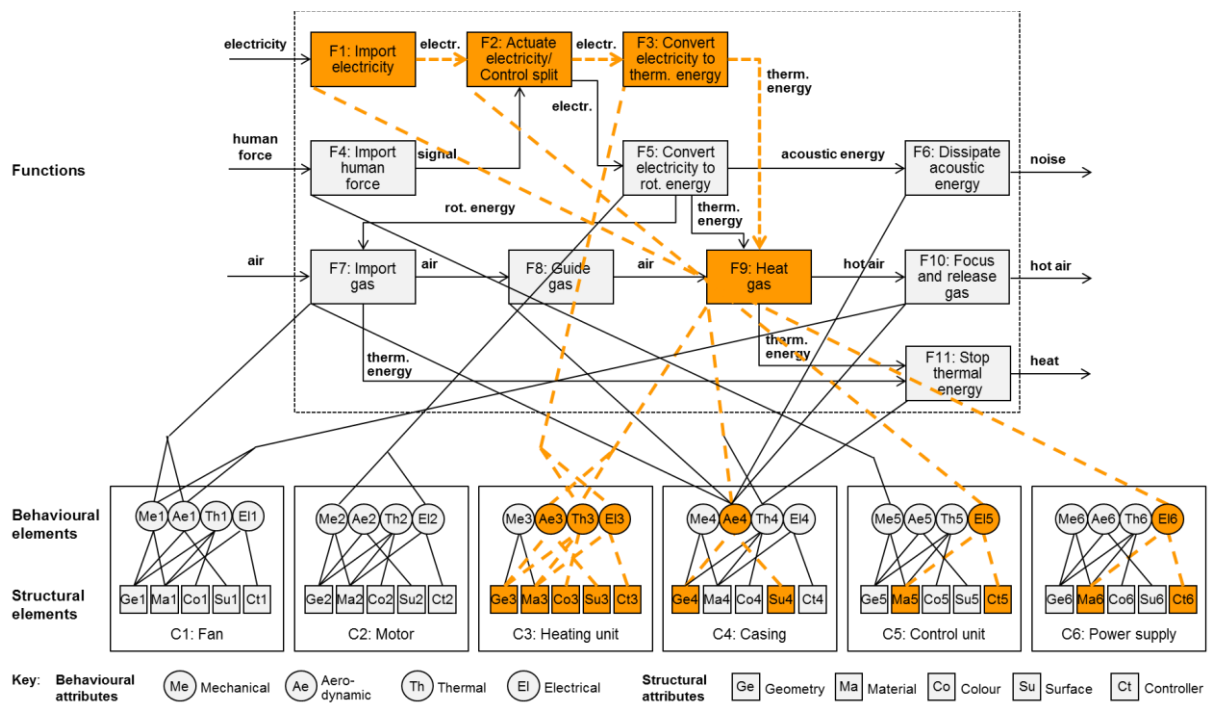 electricity
F1: Import
electricity
electr.
F2: Actuate
electricity/
Control split
electr.
F3: Convert
electricity to
therm. energy
therm.
energy
electr.
human
force
Functions
F4: Import
human
force
signal
F5: Convert
electricity to
rot. energy
acoustic energy
F6: Dissipate
acoustic
energy
noise
rot. energy
therm.
energy
air
F7: Import
gas
air
F8: Guide
gas
air
F9: Heat
gas
hot air
F10: Focus
and release
gas
hot air
therm.
energy
therm.
energy
F11: Stop
thermal
energy
heat
Behavioural
elements
Me1 Ae1 Th1 El1
Me2 Ae2 Th2 El2
Me3 Ae3 Th3 El3
Me4 Ae4 Th4 El4
Me5 Ae5 Th5 El5
Me6 Ae6 Th6 El6
Structural
elements
Ge1 Ma1 Co1 Su1 Ct1
Ge2 Ma2 Co2 Su2 Ct2
Ge3 Ma3 Co3 Su3 Ct3
Ge4 Ma4 Co4 Su4 Ct4
Ge5 Ma5 Co5 Su5 Ct5
Ge6 Ma6 Co6 Su6 Ct6
C1: Fan
C2: Motor
C3: Heating unit
C4: Casing
C5: Control unit
C6: Power supply
Key: Behavioural
attributes
Me Mechanical
Ae Aero-
dynamic
Th Thermal
El Electrical
Structural
attributes
Ge Geometry
Ma Material
Co Colour
Su Surface
Ct Controller